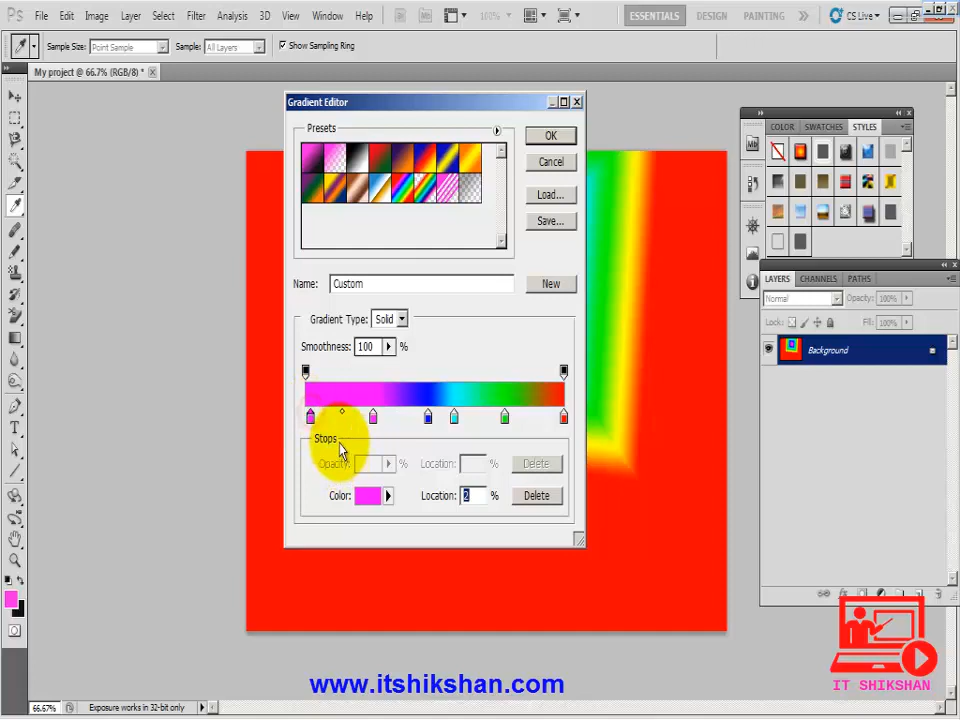 Ps File Edit Image Layer Select Filter Analysis 3D View Window Help 100% ESSENTIALS DESIGN PAINTING CS Live
Sample Size: Point Sample Sample: All Layers Show Sampling Ring
My project @ 66.7% (RGB/8) *
Gradient Editor
Presets
OK
Cancel
Load...
Save...
Name: Custom New
Gradient Type: Solid
Smoothness: 100 %
Stops
Opacity: % Location: % Delete
Color: Location: 2 % Delete
COLOR SWATCHES STYLES
Mb
LAYERS CHANNELS PATHS
Normal Opacity: 100%
Lock: Fill: 100%
Background
fx
T
66.67% Exposure works in 32-bit only
www.itshikshan.com
IT SHIKSHAN